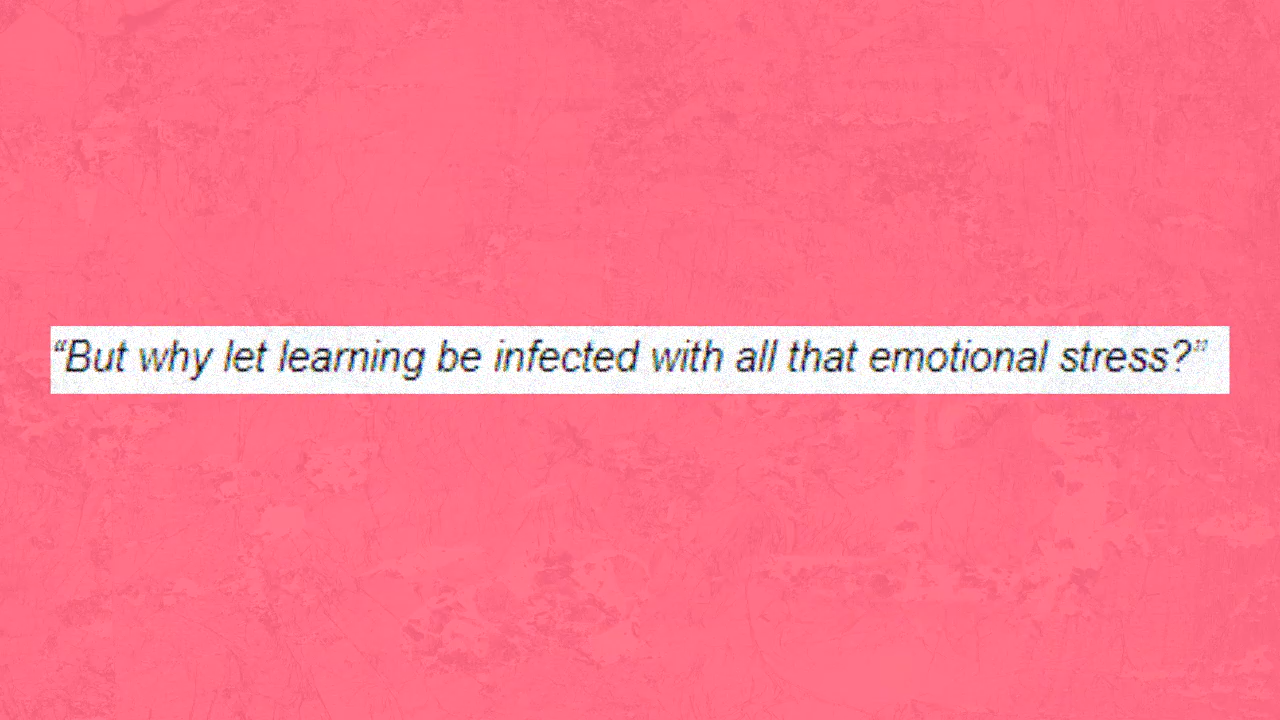 “But why let learning be infected with all that emotional stress?”